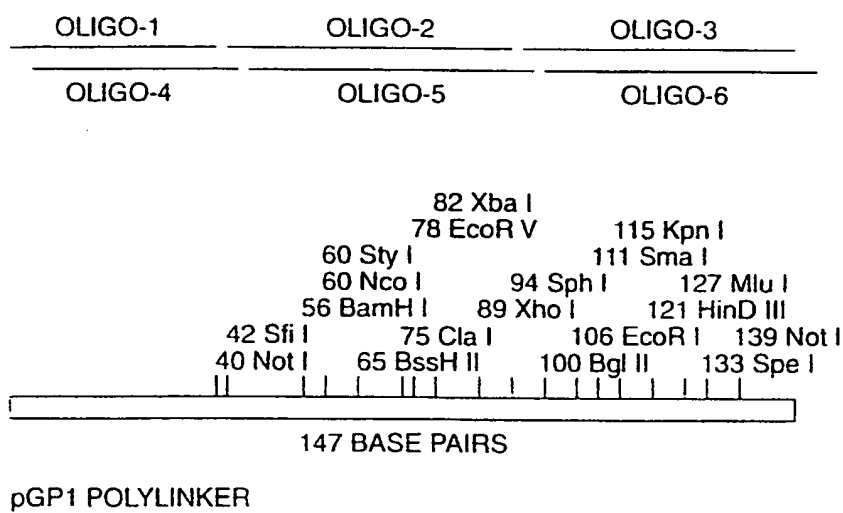 OLIGO-1 OLIGO-2 OLIGO-3
OLIGO-4 OLIGO-5 OLIGO-6
82 Xba I
78 EcoR V 115 Kpn I
60 Sty I 111 Sma I
60 Nco I 94 Sph I 127 Mlu I
56 BamH I 89 Xho I 121 HinD III
42 Sfi I 75 Cla I 106 EcoR I 139 Not I
40 Not I 65 BssH II 100 Bgl II 133 Spe I
147 BASE PAIRS
pGP1 POLYLINKER